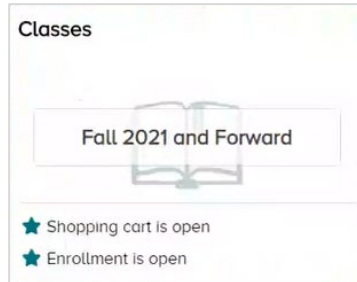 Classes
Fall 2021 and Forward
Shopping cart is open
Enrollment is open